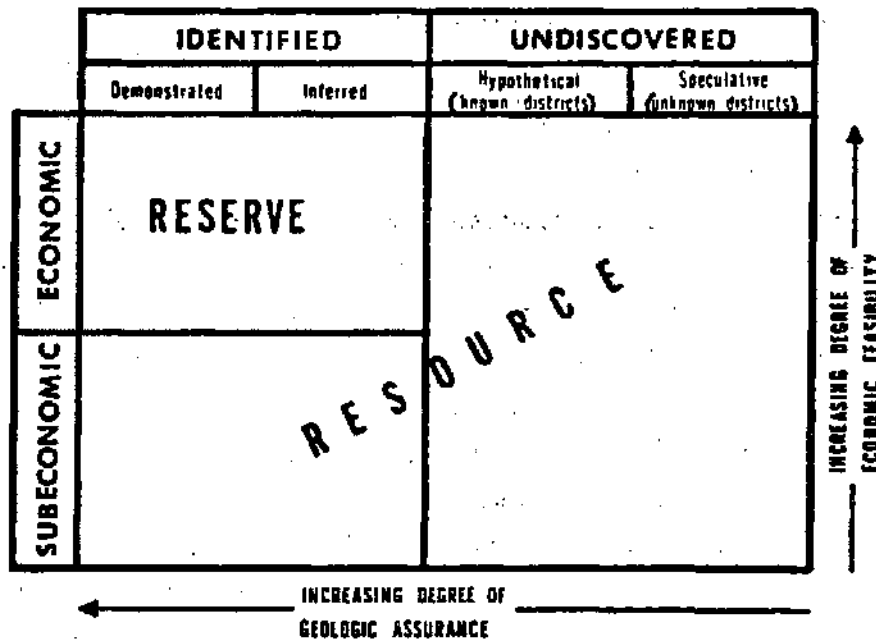 IDENTIFIED
UNDISCOVERED
Demonstrated
Inferred
Hypothetical
(known districts)
Speculative
(unknown districts)
ECONOMIC
RESERVE
SUBECONOMIC
RESOURCE
INCREASING DEGREE OF
ECONOMIC FEASIBILITY
INCREASING DEGREE OF
GEOLOGIC ASSURANCE